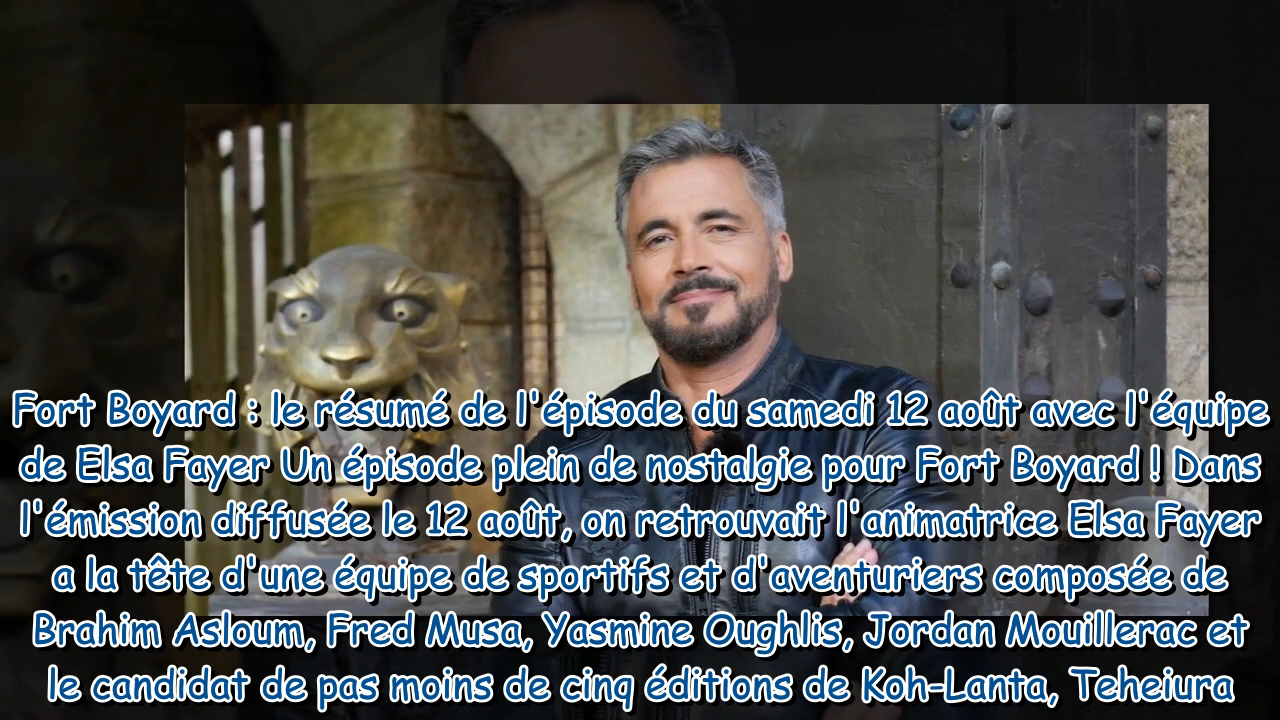 Fort Boyard : le résumé de l'épisode du samedi 12 août avec l'équipe
de Elsa Fayer Un épisode plein de nostalgie pour Fort Boyard ! Dans
l'émission diffusée le 12 août, on retrouvait l'animatrice Elsa Fayer
a la tête d'une équipe de sportifs et d'aventuriers composée de
Brahim Asloum, Fred Musa, Yasmine Oughlis, Jordan Mouillerac et
le candidat de pas moins de cinq éditions de Koh-Lanta, Teheiura